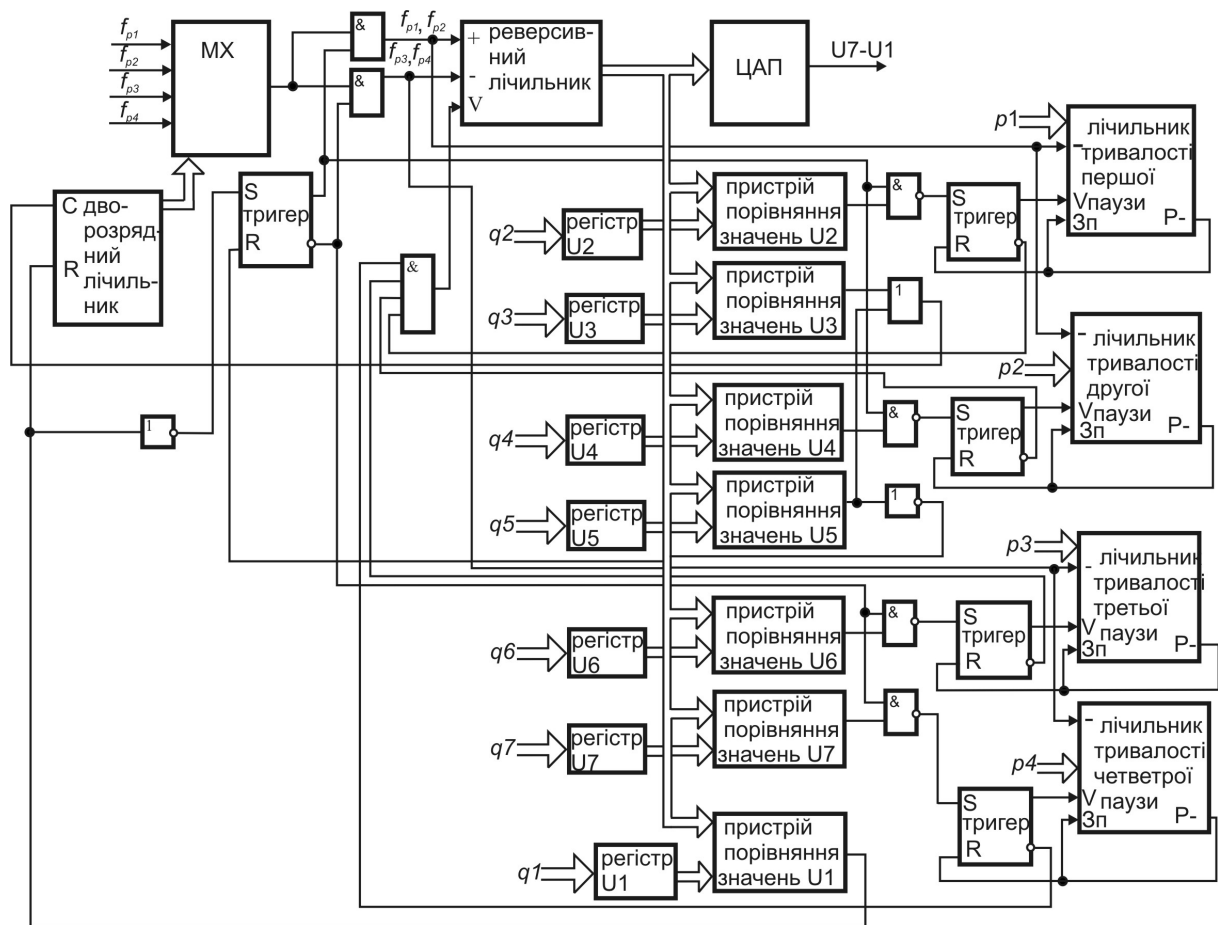 fp1
fp2
fp3
fp4
MX
&
&
fp1, fp2
fp3, fp4
+
-
V
реверсив-
ний
лічильник
ЦАП
U7-U1
p1
лічильник
- тривалості
першої
V паузи
Зп
P-
C дво-
розряд-
ний
R лічиль-
ник
S
тригер
R
&
q2
регістр
U2
пристрій
порівняння
значень U2
&
S
тригер
R
q3
регістр
U3
пристрій
порівняння
значень U3
1
p2
- лічильник
тривалості
другої
V паузи
Зп
P-
1
q4
регістр
U4
пристрій
порівняння
значень U4
&
S
тригер
R
q5
регістр
U5
пристрій
порівняння
значень U5
1
p3
лічильник
- тривалості
третьої
V паузи
Зп
P-
q6
регістр
U6
пристрій
порівняння
значень U6
&
S
тригер
R
q7
регістр
U7
пристрій
порівняння
значень U7
&
p4
- лічильник
тривалості
четветрої
V паузи
Зп
P-
S
тригер
R
q1
регістр
U1
пристрій
порівняння
значень U1